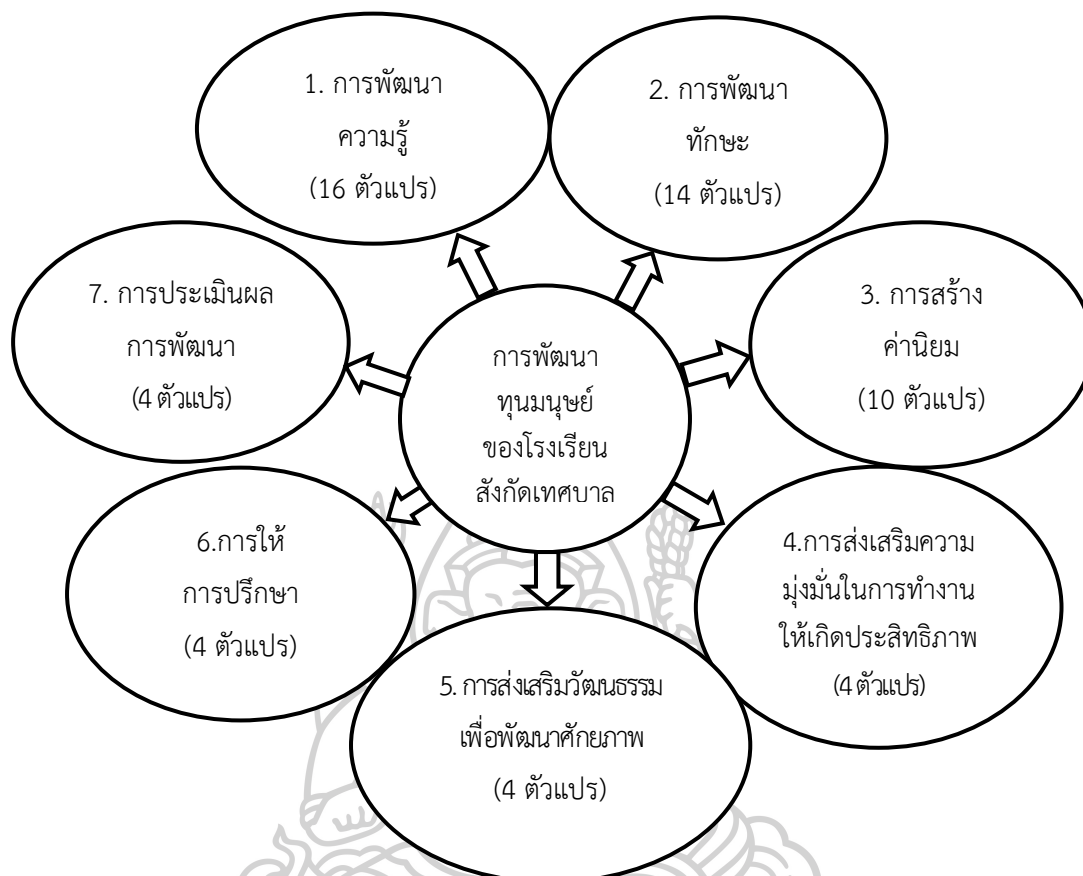 1. การพัฒนา
ความรู้
(16 ตัวแปร)
2. การพัฒนา
ทักษะ
(14 ตัวแปร)
3. การสร้าง
ค่านิยม
(10 ตัวแปร)
4.การส่งเสริมความ
มุ่งมั่นในการทำงาน
ให้เกิดประสิทธิภาพ
(4 ตัวแปร)
5. การส่งเสริมวัฒนธรรม
เพื่อพัฒนาศักยภาพ
(4 ตัวแปร)
6.การให้
การปรึกษา
(4 ตัวแปร)
7. การประเมินผล
การพัฒนา
(4 ตัวแปร)
การพัฒนา
ทุนมนุษย์
ของโรงเรียน
สังกัดเทศบาล